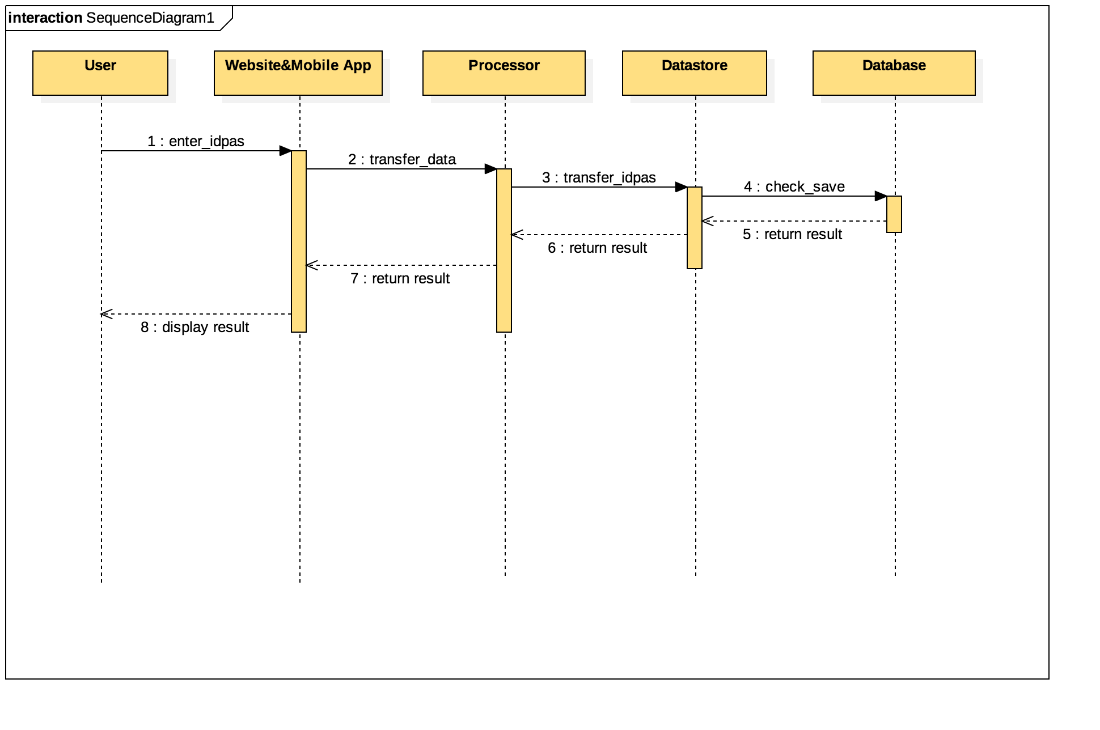 interaction SequenceDiagram1
User
Website&Mobile App
Processor
Datastore
Database
1 : enter_idpas
2 : transfer_data
3 : transfer_idpas
4 : check_save
5 : return result
6 : return result
7 : return result
8 : display result